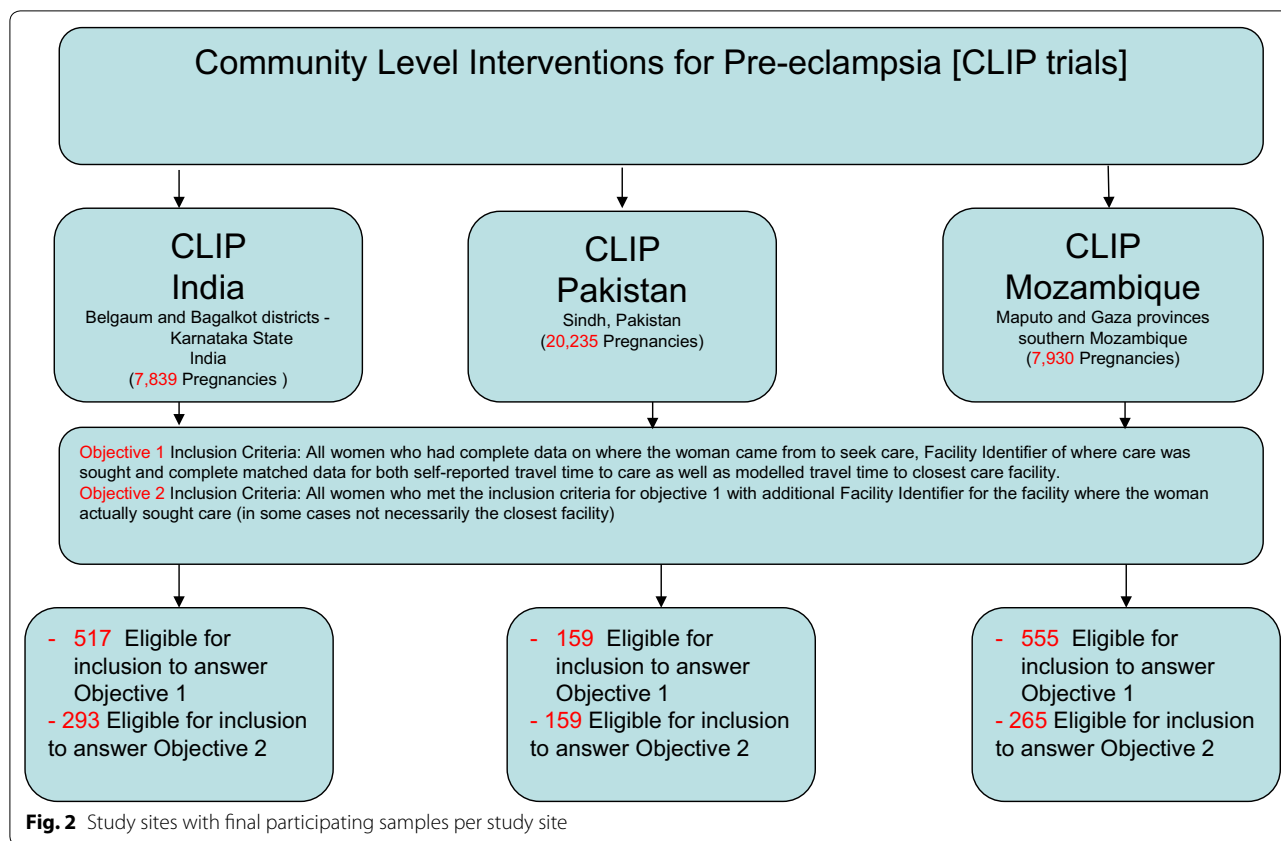 Community Level Interventions for Pre-eclampsia [CLIP trials]
CLIP
India
Belgaum and Bagalkot districts -
Karnataka State
India
(7,839 Pregnancies )
CLIP
Pakistan
Sindh, Pakistan
(20,235 Pregnancies)
CLIP
Mozambique
Maputo and Gaza provinces
southern Mozambique
(7,930 Pregnancies)
Objective 1 Inclusion Criteria: All women who had complete data on where the woman came from to seek care, Facility Identifier of where care was
sought and complete matched data for both self-reported travel time to care as well as modelled travel time to closest care facility.
Objective 2 Inclusion Criteria: All women who met the inclusion criteria for objective 1 with additional Facility Identifier for the facility where the woman
actually sought care (in some cases not necessarily the closest facility)
- 517 Eligible for
inclusion to answer
Objective 1
- 293 Eligible for inclusion
to answer Objective 2
- 159 Eligible for
inclusion to answer
Objective 1
- 159 Eligible for inclusion
to answer Objective 2
- 555 Eligible for
inclusion to answer
Objective 1
- 265 Eligible for inclusion
to answer Objective 2
Fig. 2 Study sites with final participating samples per study site